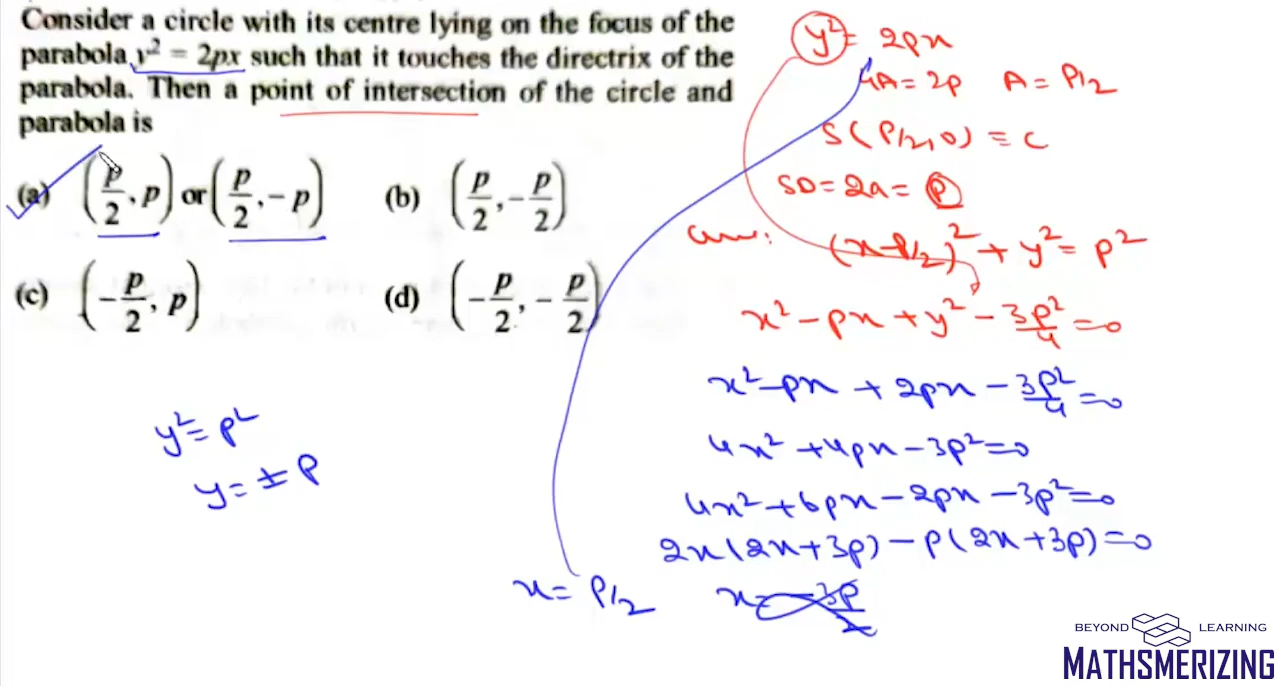 Consider a circle with its centre lying on the focus of the
parabola y² = 2px such that it touches the directrix of the
parabola. Then a point of intersection of the circle and
parabola is
(a) (p/2, p) or (p/2, -p)
(b) (p/2, -p/2)
(c) (-p/2, p)
(d) (-p/2, -p/2)
y² = p²
y = ± p
y² = 2px
4A = 2p A = P/2
S(P/2, 0) ≡ C
SD = 2a = p
(x-P/2)² + y² = p²
x² - px + y² - 3p²/4 = 0
x² - px + 2px - 3p²/4 = 0
4x² + 4px - 3p² = 0
4x² + 6px - 2px - 3p² = 0
2x(2x+3p) - p(2x+3p) = 0
x = P/2 x = -3p/2
BEYOND LEARNING
MATHSMERIZING